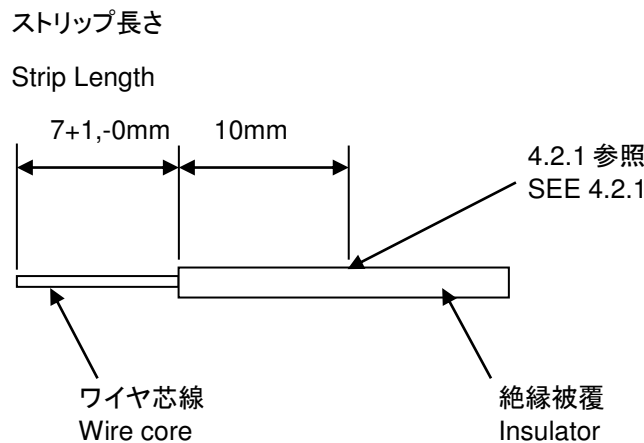 ストリップ長さ
Strip Length
7+1,-0mm
10mm
4.2.1 参照
SEE 4.2.1
ワイヤ芯線
Wire core
絶縁被覆
Insulator